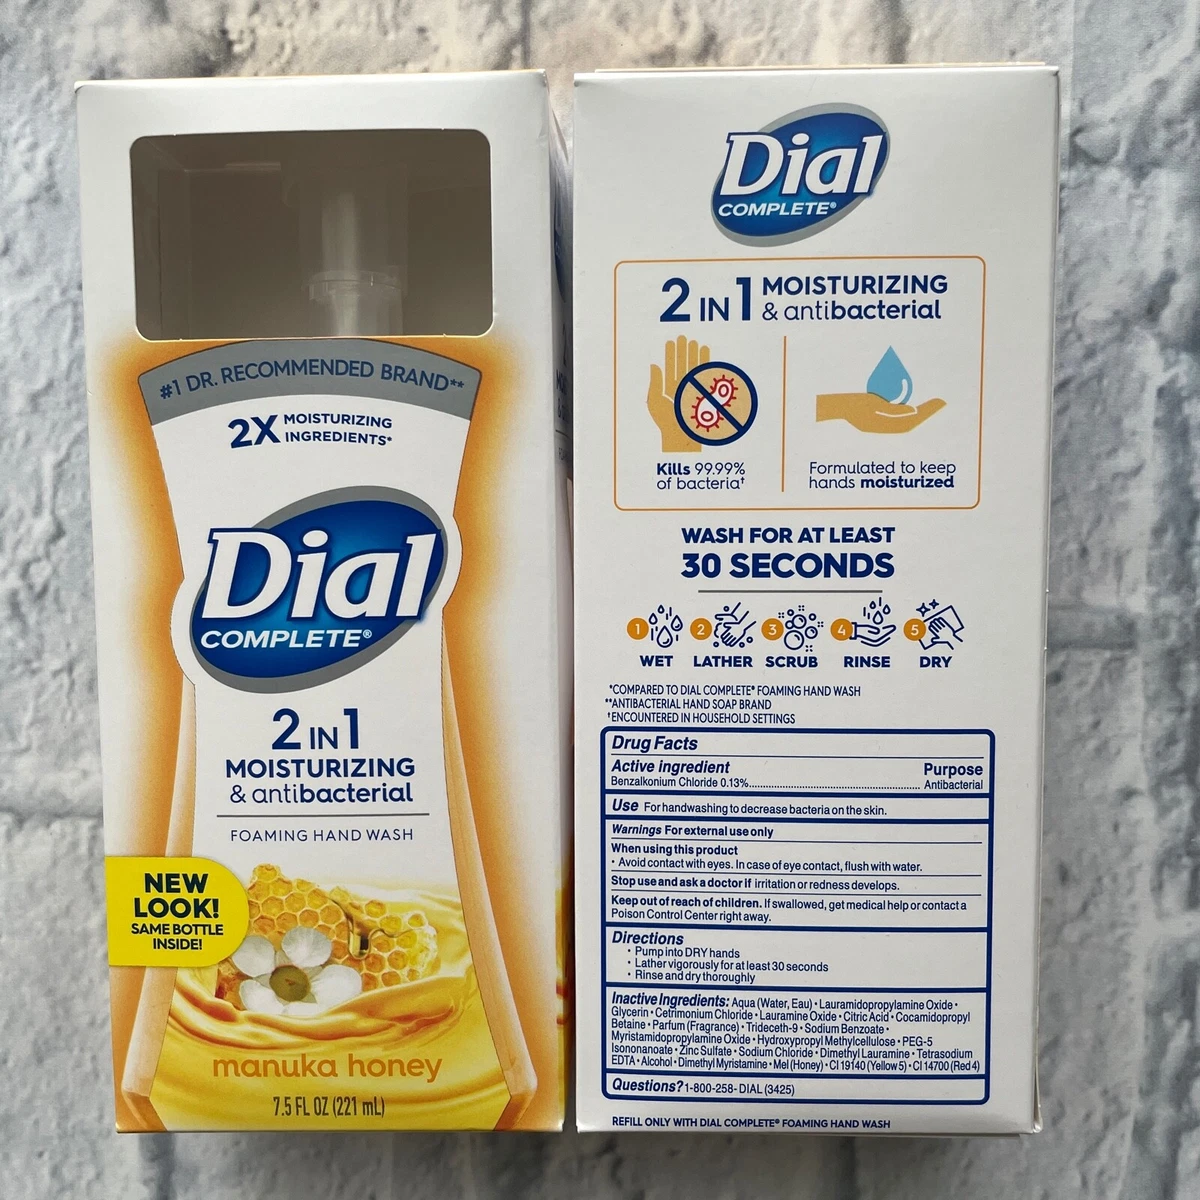 #1 DR. RECOMMENDED BRAND**
2X MOISTURIZING
INGREDIENTS*
Dial
COMPLETE®
2 IN 1
MOISTURIZING
& antibacterial
FOAMING HAND WASH
NEW
LOOK!
SAME BOTTLE
INSIDE!
manuka honey
7.5 FL OZ (221 mL)
Dial
COMPLETE®
2 IN 1 MOISTURIZING
& antibacterial
Kills 99.99%
of bacteria†
Formulated to keep
hands moisturized
WASH FOR AT LEAST
30 SECONDS
1 2 3 4 5
WET LATHER SCRUB RINSE DRY
*COMPARED TO DIAL COMPLETE® FOAMING HAND WASH
**ANTIBACTERIAL HAND SOAP BRAND
†ENCOUNTERED IN HOUSEHOLD SETTINGS
Drug Facts
Active ingredient Purpose
Benzalkonium Chloride 0.13%.......................................................... Antibacterial
Use For handwashing to decrease bacteria on the skin.
Warnings For external use only
When using this product
• Avoid contact with eyes. In case of eye contact, flush with water.
Stop use and ask a doctor if irritation or redness develops.
Keep out of reach of children. If swallowed, get medical help or contact a
Poison Control Center right away.
Directions
• Pump into DRY hands
• Lather vigorously for at least 30 seconds
• Rinse and dry thoroughly
Inactive Ingredients: Aqua (Water, Eau) • Lauramidopropylamine Oxide •
Glycerin • Cetrimonium Chloride • Lauramine Oxide • Citric Acid • Cocamidopropyl
Betaine • Parfum (Fragrance) • Trideceth-9 • Sodium Benzoate •
Myristamidopropylamine Oxide • Hydroxypropyl Methylcellulose • PEG-5
Isononanoate • Zinc Sulfate • Sodium Chloride • Dimethyl Lauramine • Tetrasodium
EDTA • Alcohol • Dimethyl Myristamine • Mel (Honey) • CI 19140 (Yellow 5) • CI 14700 (Red 4)
Questions? 1-800-258-DIAL (3425)
REFILL ONLY WITH DIAL COMPLETE® FOAMING HAND WASH